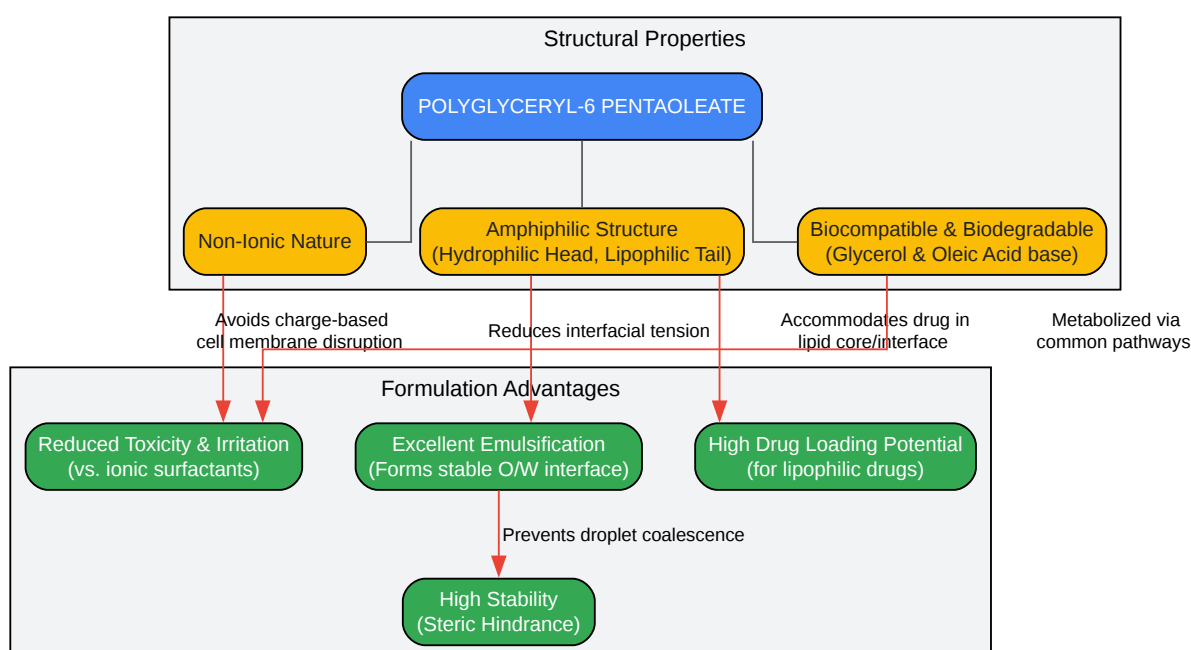 Structural Properties
POLYGLYCERYL-6 PENTAOLEATE
Non-Ionic Nature
Amphiphilic Structure
(Hydrophilic Head, Lipophilic Tail)
Biocompatible & Biodegradable
(Glycerol & Oleic Acid base)
Avoids charge-based
cell membrane disruption
Reduces interfacial tension
Accommodates drug in
lipid core/interface
Metabolized via
common pathways
Formulation Advantages
Reduced Toxicity & Irritation
(vs. ionic surfactants)
Excellent Emulsification
(Forms stable O/W interface)
High Drug Loading Potential
(for lipophilic drugs)
Prevents droplet coalescence
High Stability
(Steric Hindrance)